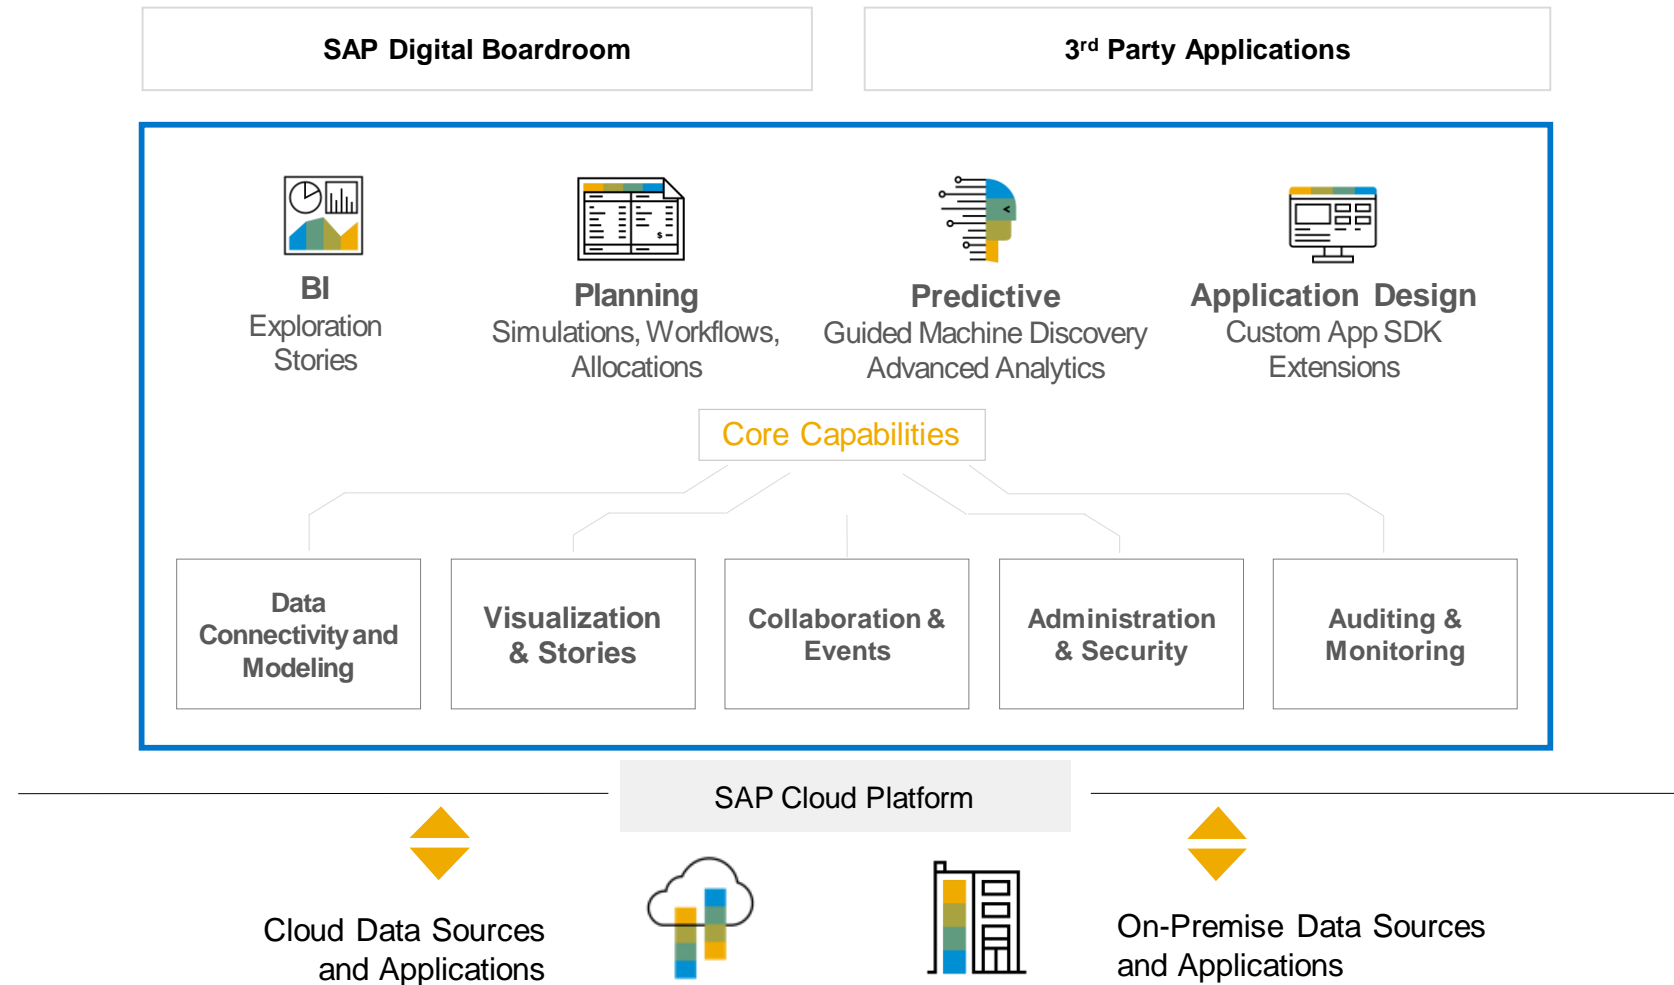 SAP Digital Boardroom
3rd Party Applications
BI
Exploration
Stories
Planning
Simulations, Workflows,
Allocations
Predictive
Guided Machine Discovery
Advanced Analytics
Application Design
Custom App SDK
Extensions
Core Capabilities
Data
Connectivity and
Modeling
Visualization
& Stories
Collaboration &
Events
Administration
& Security
Auditing &
Monitoring
SAP Cloud Platform
Cloud Data Sources
and Applications
On-Premise Data Sources
and Applications